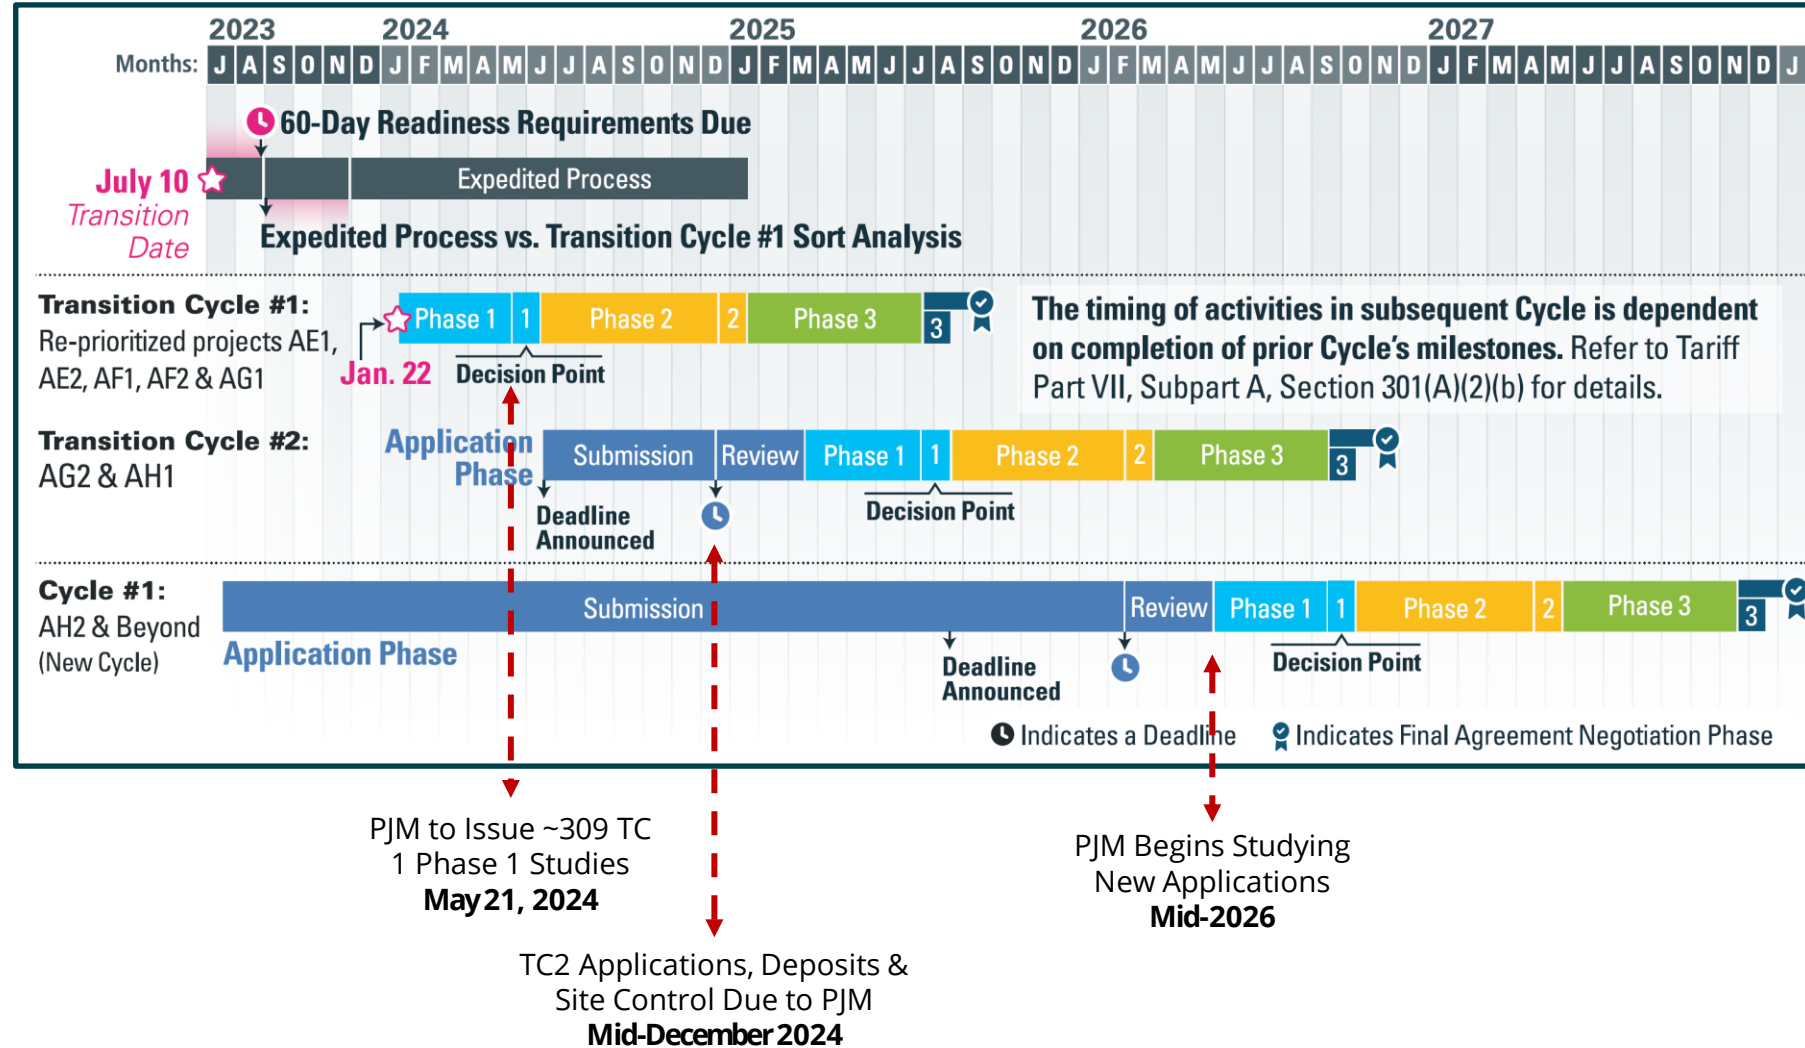 2023 2024 2025 2026 2027
Months: J A S O N D J F M A M J J A S O N D J F M A M J J A S O N D J F M A M J J A S O N D J F M A M J J A S O N D J
60-Day Readiness Requirements Due
July 10
Transition
Date
Expedited Process
Expedited Process vs. Transition Cycle #1 Sort Analysis
Transition Cycle #1:
Re-prioritized projects AE1,
AE2, AF1, AF2 & AG1
Jan. 22
Phase 1 1 Phase 2 2 Phase 3 3
Decision Point
The timing of activities in subsequent Cycle is dependent
on completion of prior Cycle's milestones. Refer to Tariff
Part VII, Subpart A, Section 301(A)(2)(b) for details.
Transition Cycle #2:
AG2 & AH1
Application
Phase
Submission Review Phase 1 1 Phase 2 2 Phase 3 3
Deadline
Announced
Decision Point
Cycle #1:
AH2 & Beyond
(New Cycle)
Submission Review Phase 1 1 Phase 2 2 Phase 3 3
Application Phase
Deadline
Announced
Decision Point
Indicates a Deadline
Indicates Final Agreement Negotiation Phase
PJM to Issue ~309 TC
1 Phase 1 Studies
May 21, 2024
TC2 Applications, Deposits &
Site Control Due to PJM
Mid-December 2024
PJM Begins Studying
New Applications
Mid-2026